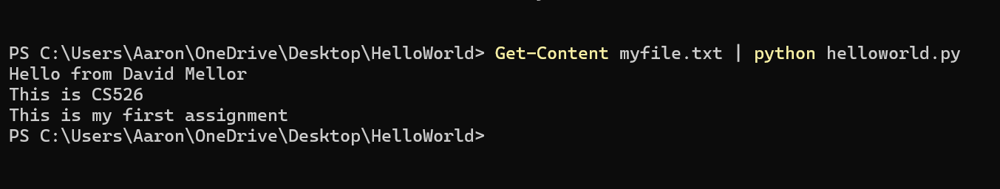 PS C:\Users\Aaron\OneDrive\Desktop\HelloWorld> Get-Content myfile.txt | python helloworld.py
Hello from David Mellor
This is CS526
This is my first assignment
PS C:\Users\Aaron\OneDrive\Desktop\HelloWorld>